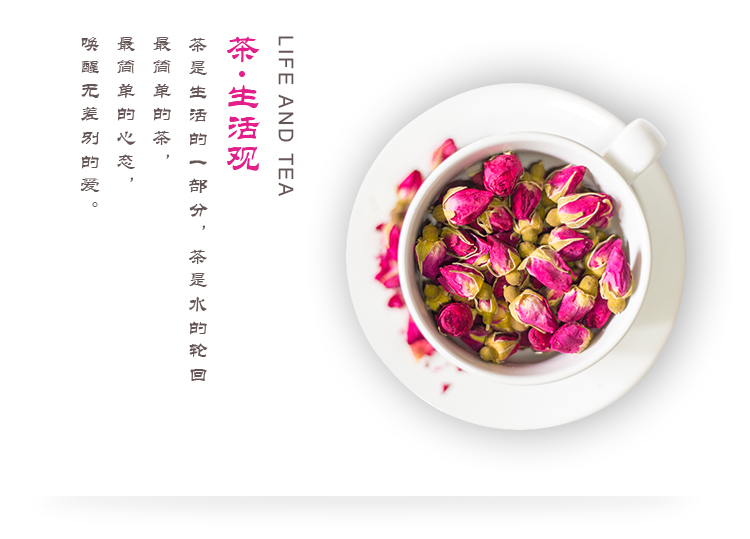 LIFE AND TEA
茶·生活观
茶是生活的一部分，茶是水的轮回
最简单的茶，
最简单的心态，
唤醒无差别的爱。